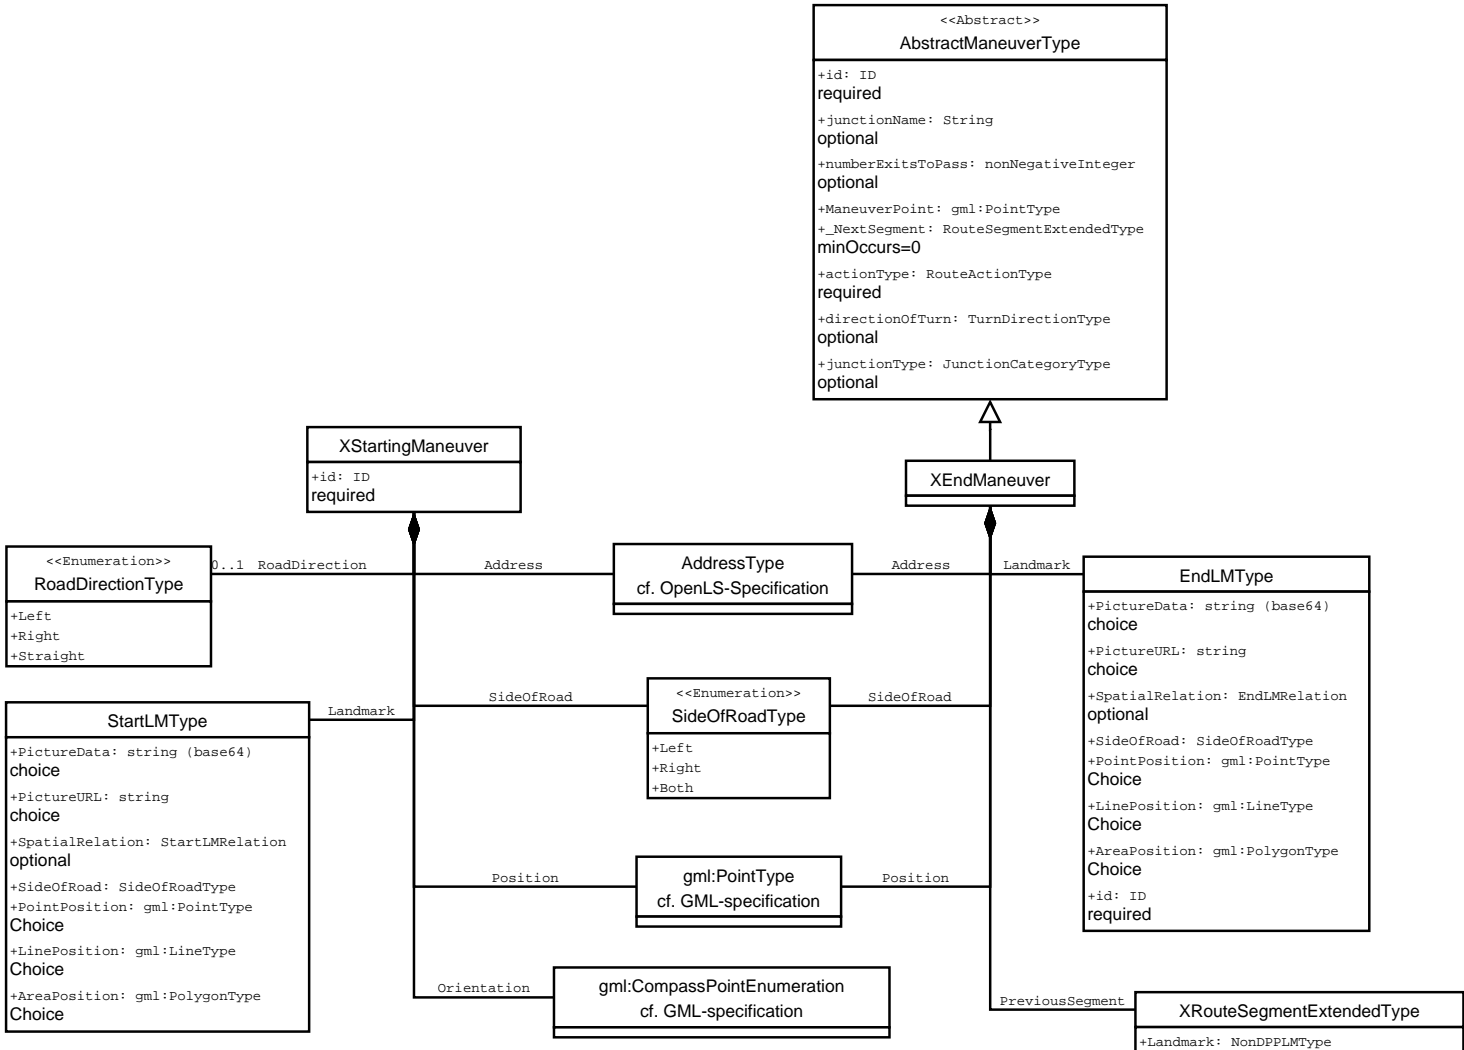 <<Abstract>>
AbstractManeuverType
+id: ID
required
+junctionName: String
optional
+numberExitsToPass: nonNegativeInteger
optional
+ManeuverPoint: gml:PointType
+_NextSegment: RouteSegmentExtendedType
minOccurs=0
+actionType: RouteActionType
required
+directionOfTurn: TurnDirectionType
optional
+junctionType: JunctionCategoryType
optional
XStartingManeuver
+id: ID
required
XEndManeuver
<<Enumeration>>
RoadDirectionType
+Left
+Right
+Straight
0..1 RoadDirection
Address
AddressType
cf. OpenLS-Specification
Address
Landmark
EndLMType
+PictureData: string (base64)
choice
+PictureURL: string
choice
+SpatialRelation: EndLMRelation
optional
+SideOfRoad: SideOfRoadType
+PointPosition: gml:PointType
Choice
+LinePosition: gml:LineType
Choice
+AreaPosition: gml:PolygonType
Choice
+id: ID
required
SideOfRoad
<<Enumeration>>
SideOfRoadType
+Left
+Right
+Both
SideOfRoad
StartLMType
+PictureData: string (base64)
choice
+PictureURL: string
choice
+SpatialRelation: StartLMRelation
optional
+SideOfRoad: SideOfRoadType
+PointPosition: gml:PointType
Choice
+LinePosition: gml:LineType
Choice
+AreaPosition: gml:PolygonType
Choice
Landmark
Position
gml:PointType
cf. GML-specification
Position
Orientation
gml:CompassPointEnumeration
cf. GML-specification
PreviousSegment
XRouteSegmentExtendedType
+Landmark: NonDPPLMType